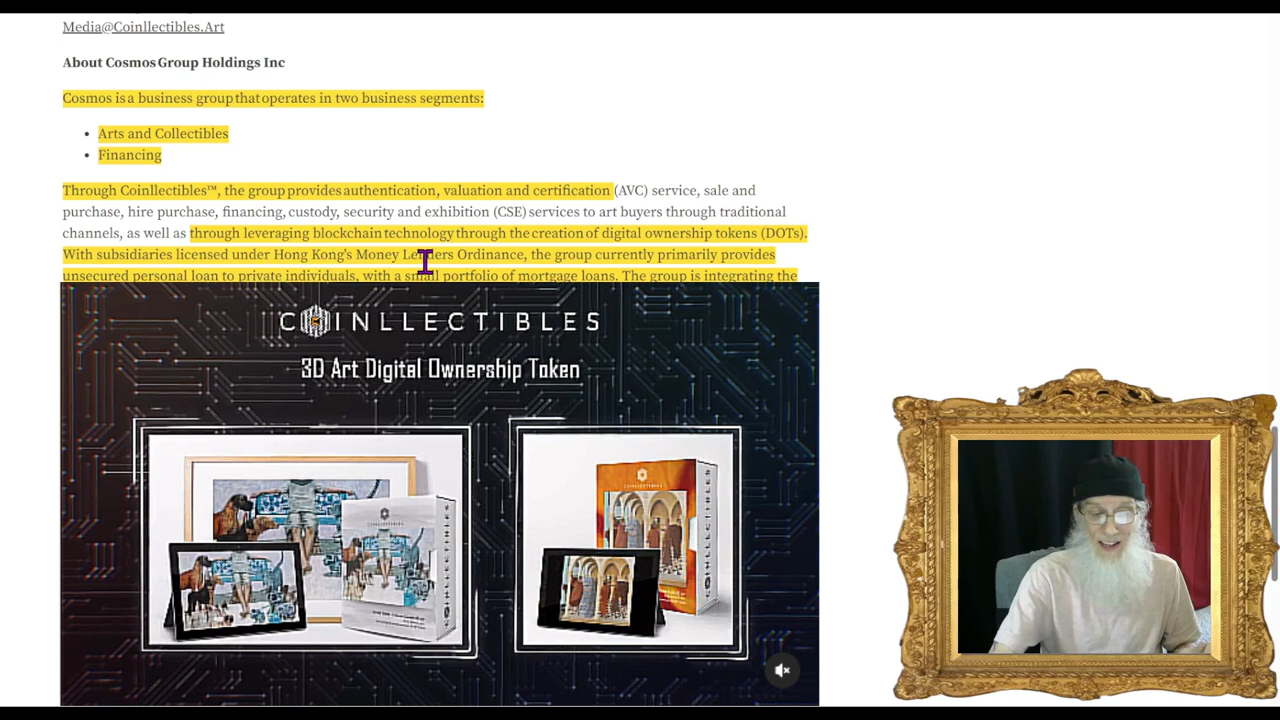 Media@Coinllectibles.Art
About Cosmos Group Holdings Inc
Cosmos is a business group that operates in two business segments:
• Arts and Collectibles
• Financing
Through Coinllectibles™, the group provides authentication, valuation and certification (AVC) service, sale and
purchase, hire purchase, financing, custody, security and exhibition (CSE) services to art buyers through traditional
channels, as well as through leveraging blockchain technology through the creation of digital ownership tokens (DOTs).
With subsidiaries licensed under Hong Kong's Money Lenders Ordinance, the group currently primarily provides
unsecured personal loan to private individuals, with a small portfolio of mortgage loans. The group is integrating the
COINLLECTIBLES
3D Art Digital Ownership Token
COINLLECTIBLES
COINLLECTIBLES